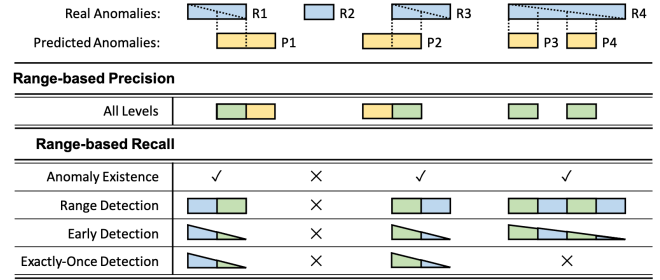 Real Anomalies: R1 R2 R3 R4
Predicted Anomalies: P1 P2 P3 P4
Range-based Precision
All Levels
Range-based Recall
Anomaly Existence ✓ × ✓ ✓
Range Detection ×
Early Detection ×
Exactly-Once Detection × ×